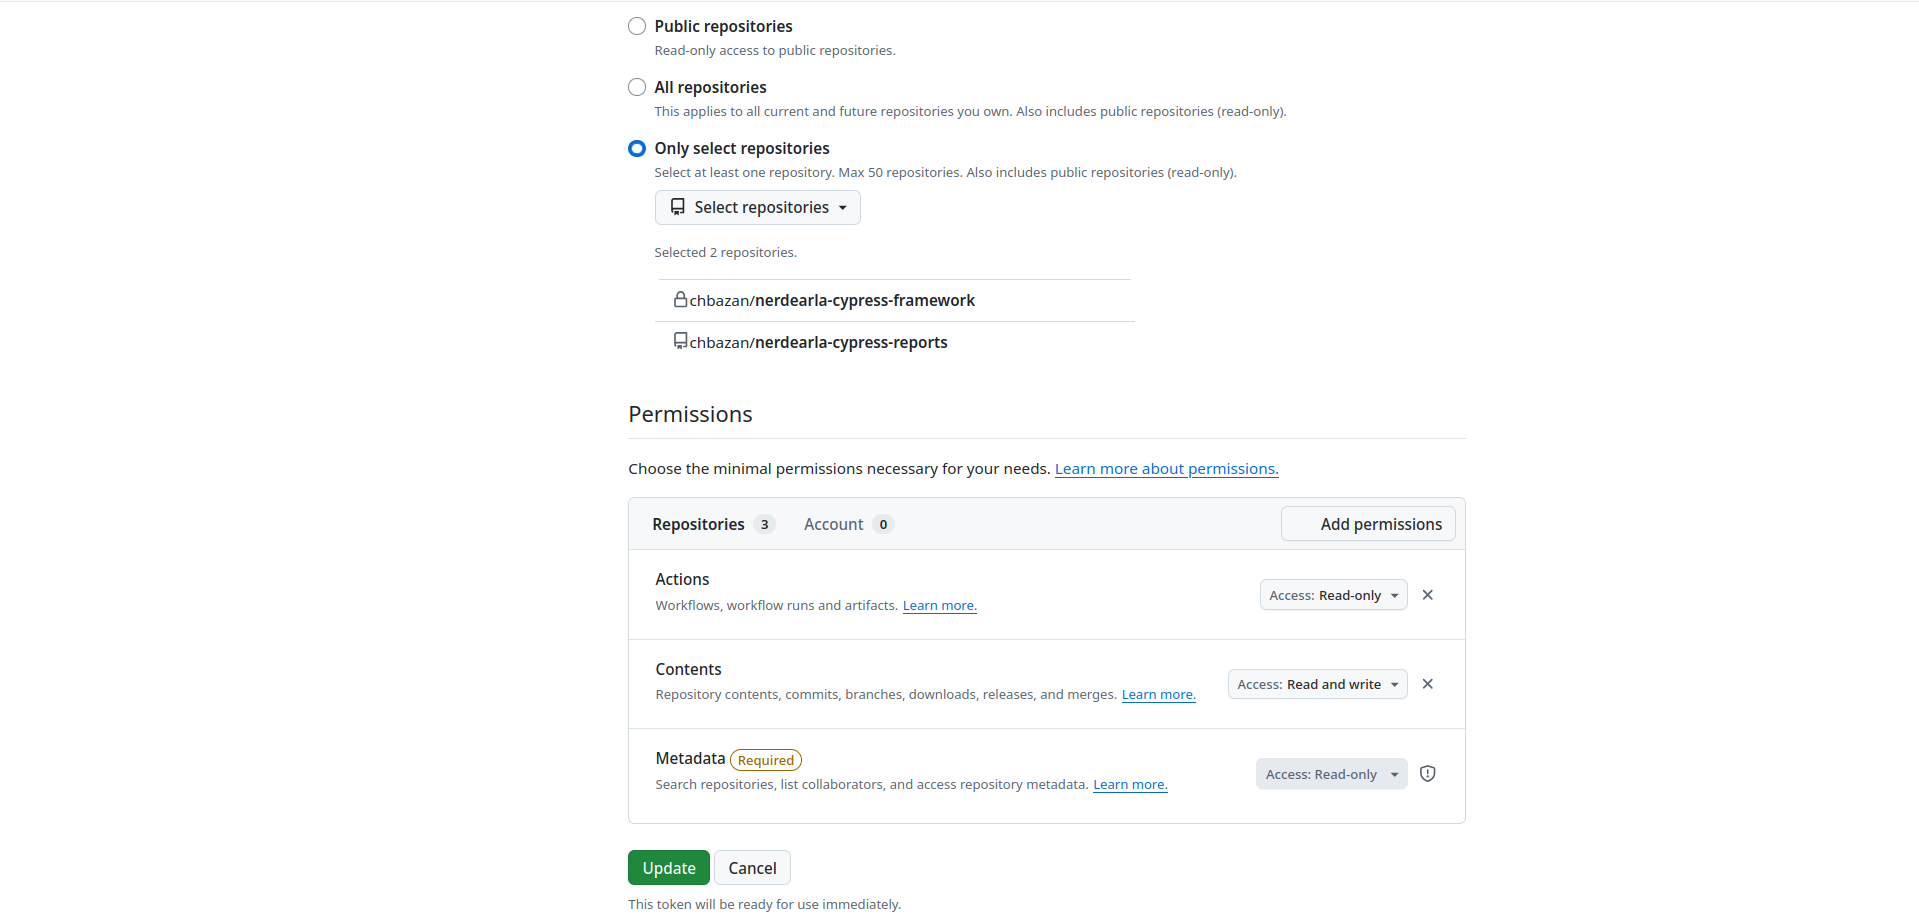 Public repositories
Read-only access to public repositories.
All repositories
This applies to all current and future repositories you own. Also includes public repositories (read-only).
Only select repositories
Select at least one repository. Max 50 repositories. Also includes public repositories (read-only).
Select repositories
Selected 2 repositories.
chbazan/nerdearla-cypress-framework
chbazan/nerdearla-cypress-reports
Permissions
Choose the minimal permissions necessary for your needs. Learn more about permissions.
Repositories 3 Account 0 Add permissions
Actions
Workflows, workflow runs and artifacts. Learn more.
Access: Read-only
Contents
Repository contents, commits, branches, downloads, releases, and merges. Learn more.
Access: Read and write
Metadata Required
Search repositories, list collaborators, and access repository metadata. Learn more.
Access: Read-only
Update Cancel
This token will be ready for use immediately.